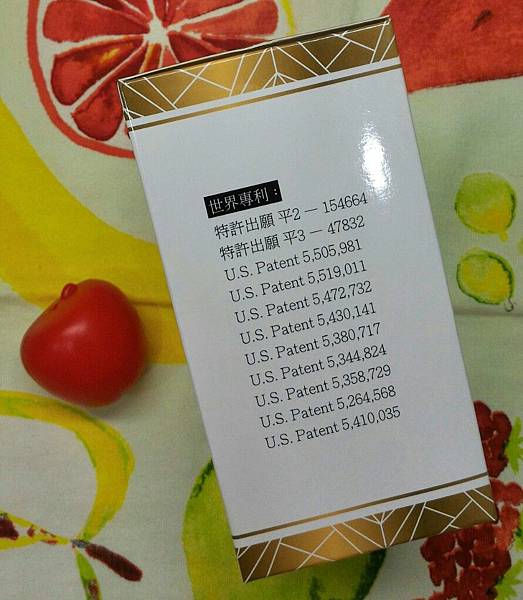 世界專利：
特許出願 平2 — 154664
特許出願 平3 — 47832
U.S. Patent 5,505,981
U.S. Patent 5,519,011
U.S. Patent 5,472,732
U.S. Patent 5,430,141
U.S. Patent 5,380,717
U.S. Patent 5,344,824
U.S. Patent 5,358,729
U.S. Patent 5,264,568
U.S. Patent 5,410,035